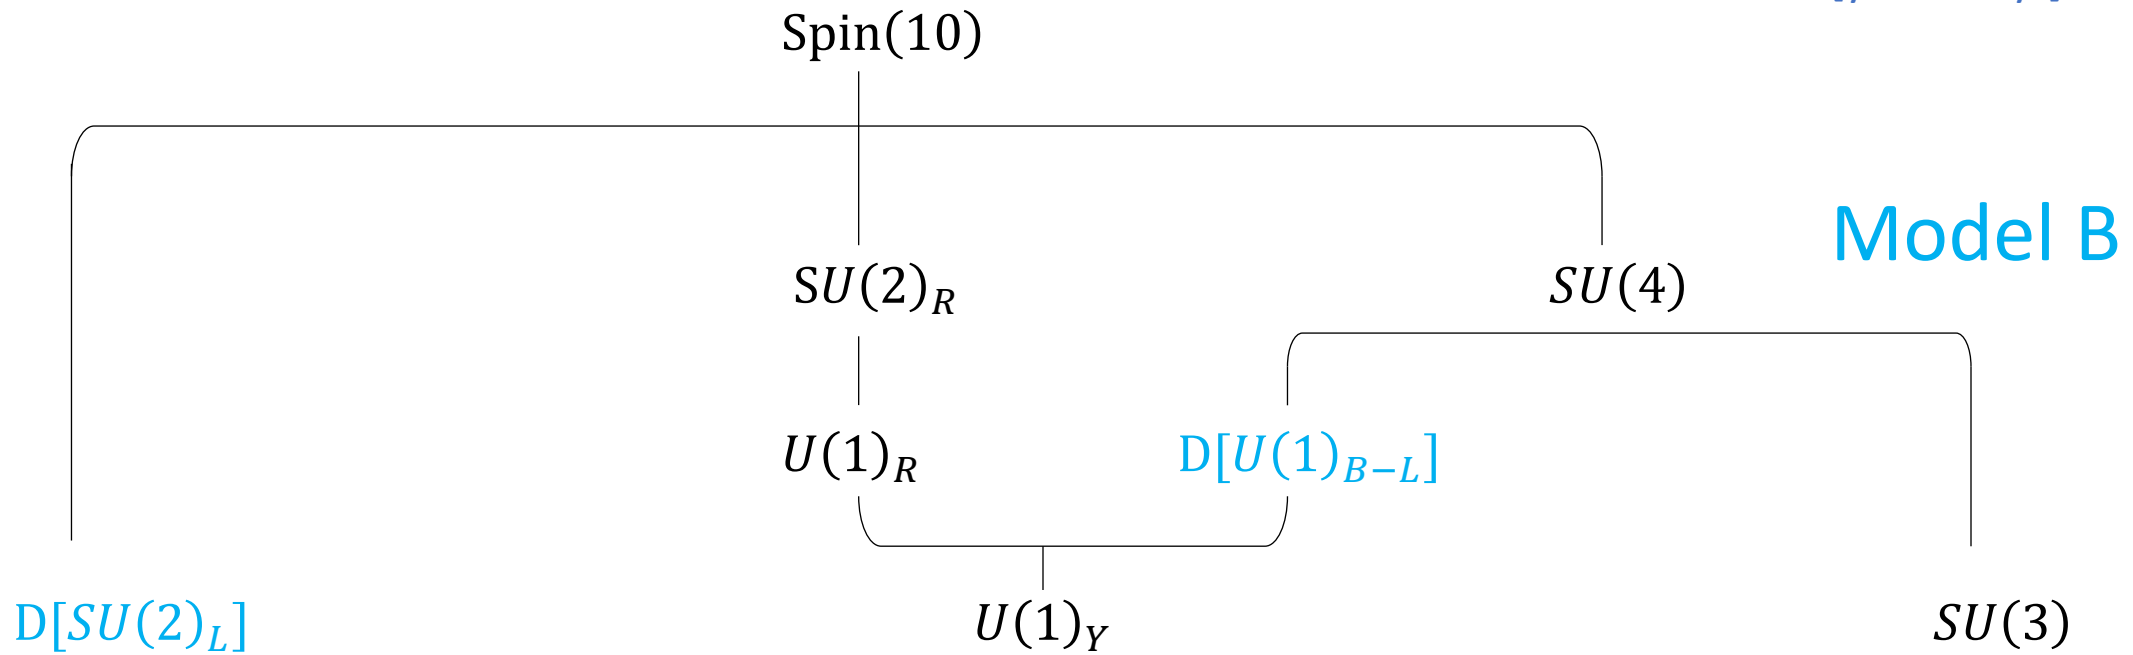 Spin(10)
Model B
SU(2)_R
SU(4)
U(1)_R
D[U(1)_{B−L}]
D[SU(2)_L]
U(1)_Y
SU(3)